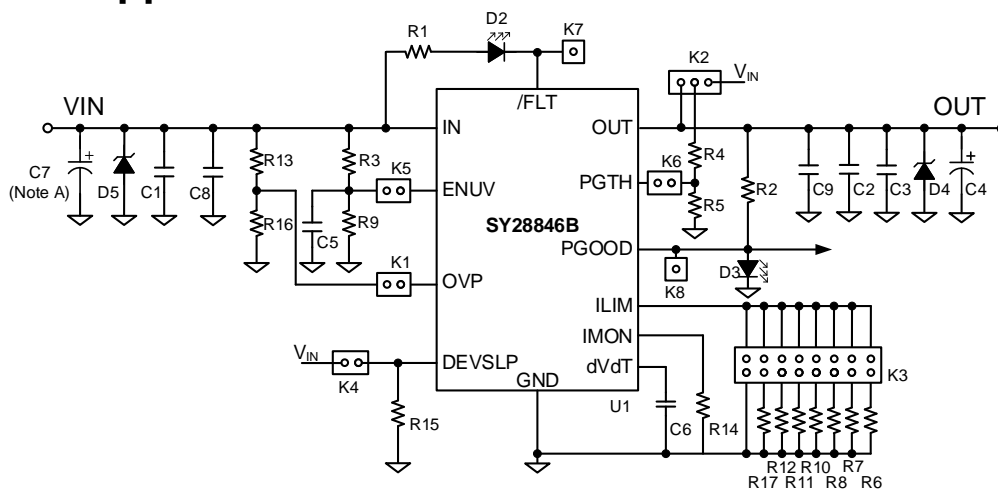 R1
D2
K7
K2
VIN
/FLT
VIN
OUT
IN
OUT
R13
R3
K5
R4
K6
C7
(Note A)
D5
C1
C8
ENUV
PGTH
R2
C9
C2
C3
D4
C4
R16
C5
R9
R5
SY28846B
PGOOD
K1
OVP
K8
D3
ILIM
IMON
VIN
K4
DEVSLP
dVdT
K3
GND
U1
R15
C6
R14
R12
R10
R7
R17
R11
R8
R6